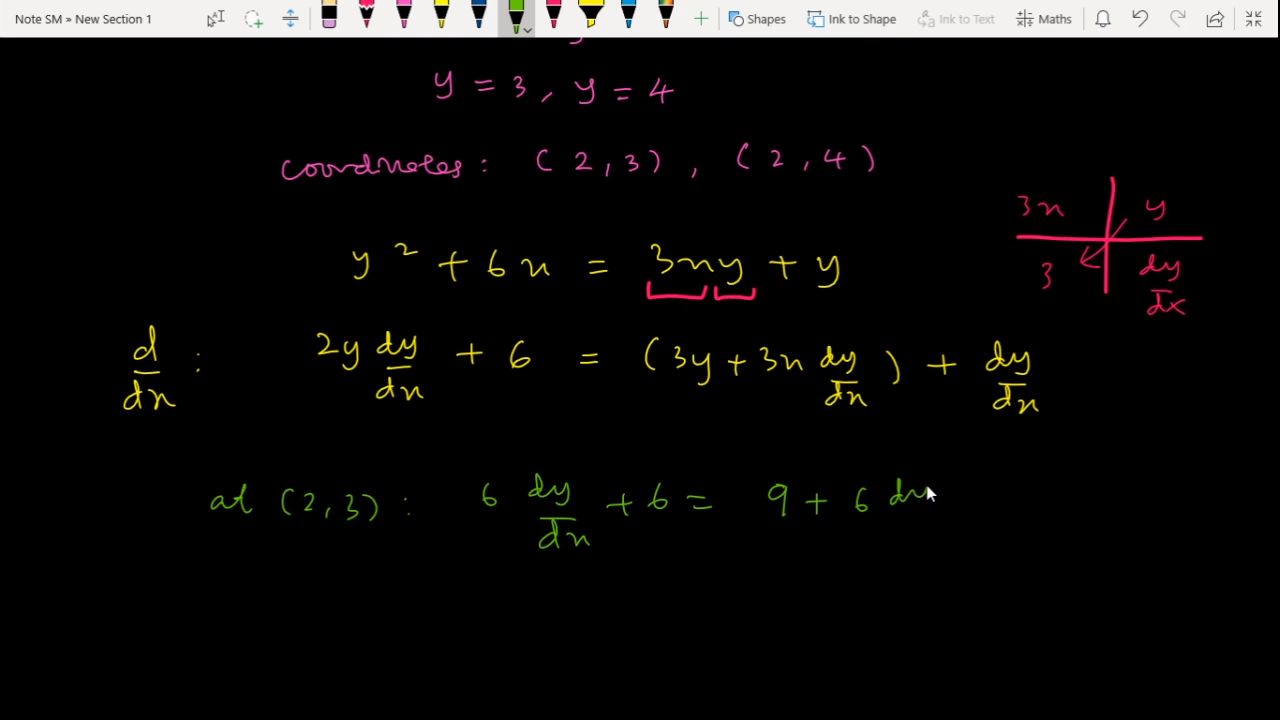 Note SM » New Section 1
Shapes
Ink to Shape
Ink to Text
Maths
y = 3, y = 4
coordnates: (2,3), (2,4)
y² + 6x = 3xy + y
3x y
3 dy/dx
d/dx : 2y dy/dx + 6 = (3y + 3x dy/dx) + dy/dx
at (2,3): 6 dy/dx + 6 = 9 + 6 dy